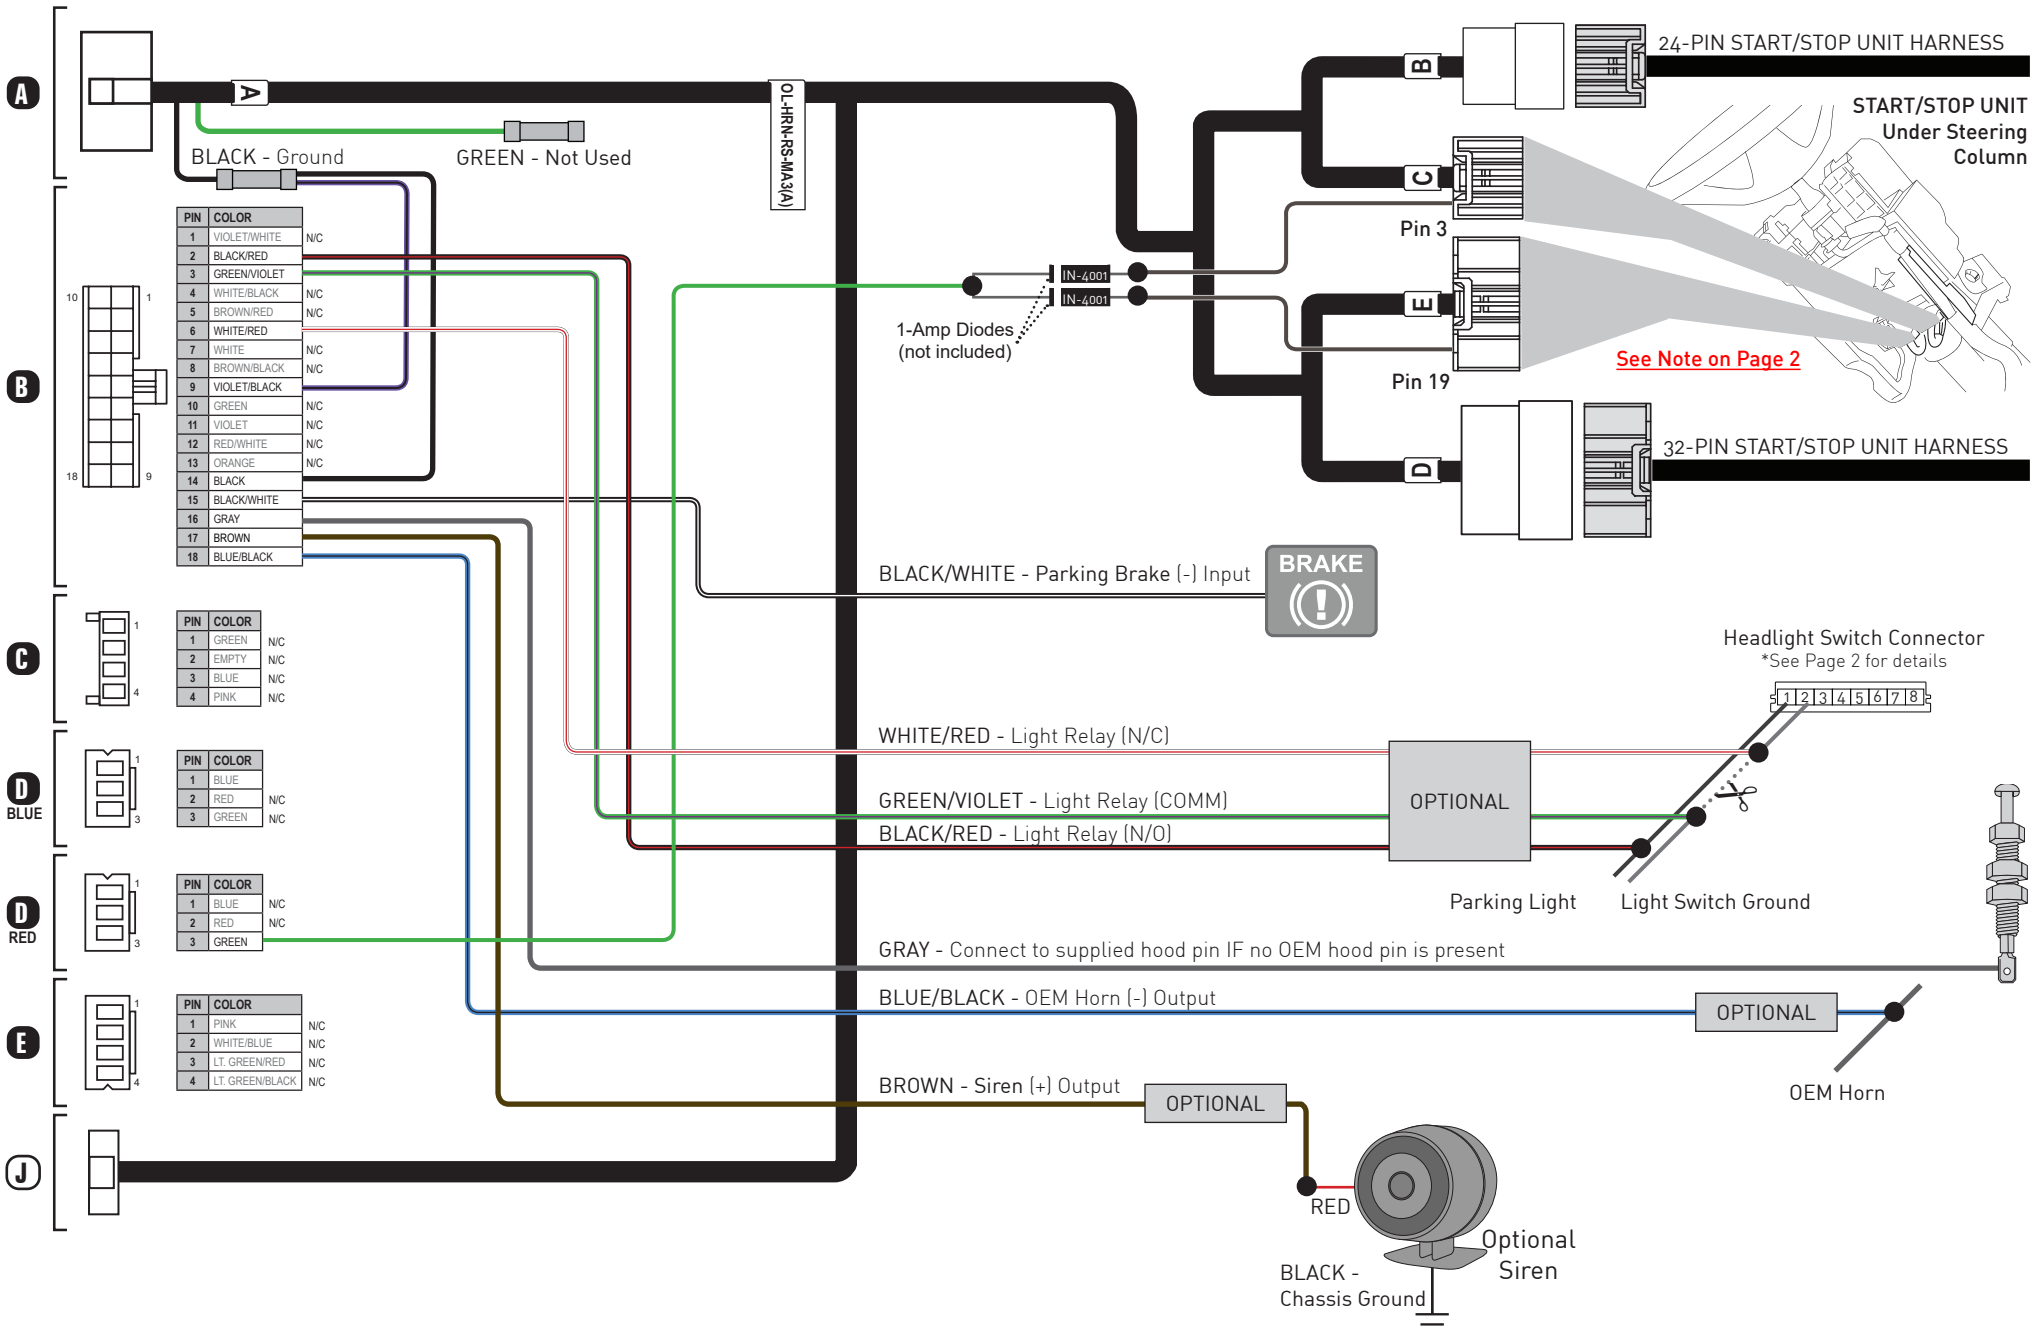 A
A
BLACK - Ground
GREEN - Not Used
OL-HRN-RS-MA3(A)
B
24-PIN START/STOP UNIT HARNESS
START/STOP UNIT
Under Steering
Column
C
Pin 3
IN-4001
IN-4001
1-Amp Diodes
(not included)
E
Pin 19
See Note on Page 2
D
32-PIN START/STOP UNIT HARNESS
B
10
1
18
9
PIN COLOR
1 VIOLET/WHITE N/C
2 BLACK/RED
3 GREEN/VIOLET
4 WHITE/BLACK N/C
5 BROWN/RED N/C
6 WHITE/RED
7 WHITE N/C
8 BROWN/BLACK N/C
9 VIOLET/BLACK
10 GREEN N/C
11 VIOLET N/C
12 RED/WHITE N/C
13 ORANGE N/C
14 BLACK
15 BLACK/WHITE
16 GRAY
17 BROWN
18 BLUE/BLACK
BLACK/WHITE - Parking Brake (-) Input
BRAKE
!
C
1
4
PIN COLOR
1 GREEN N/C
2 EMPTY N/C
3 BLUE N/C
4 PINK N/C
Headlight Switch Connector
*See Page 2 for details
1 2 3 4 5 6 7 8
D
BLUE
1
3
PIN COLOR
1 BLUE
2 RED N/C
3 GREEN N/C
WHITE/RED - Light Relay (N/C)
GREEN/VIOLET - Light Relay (COMM)
BLACK/RED - Light Relay (N/O)
OPTIONAL
Parking Light
Light Switch Ground
D
RED
1
3
PIN COLOR
1 BLUE N/C
2 RED N/C
3 GREEN
GRAY - Connect to supplied hood pin IF no OEM hood pin is present
BLUE/BLACK - OEM Horn (-) Output
OPTIONAL
OEM Horn
E
1
4
PIN COLOR
1 PINK N/C
2 WHITE/BLUE N/C
3 LT. GREEN/RED N/C
4 LT. GREEN/BLACK N/C
BROWN - Siren (+) Output
OPTIONAL
J
RED
Optional
Siren
BLACK -
Chassis Ground